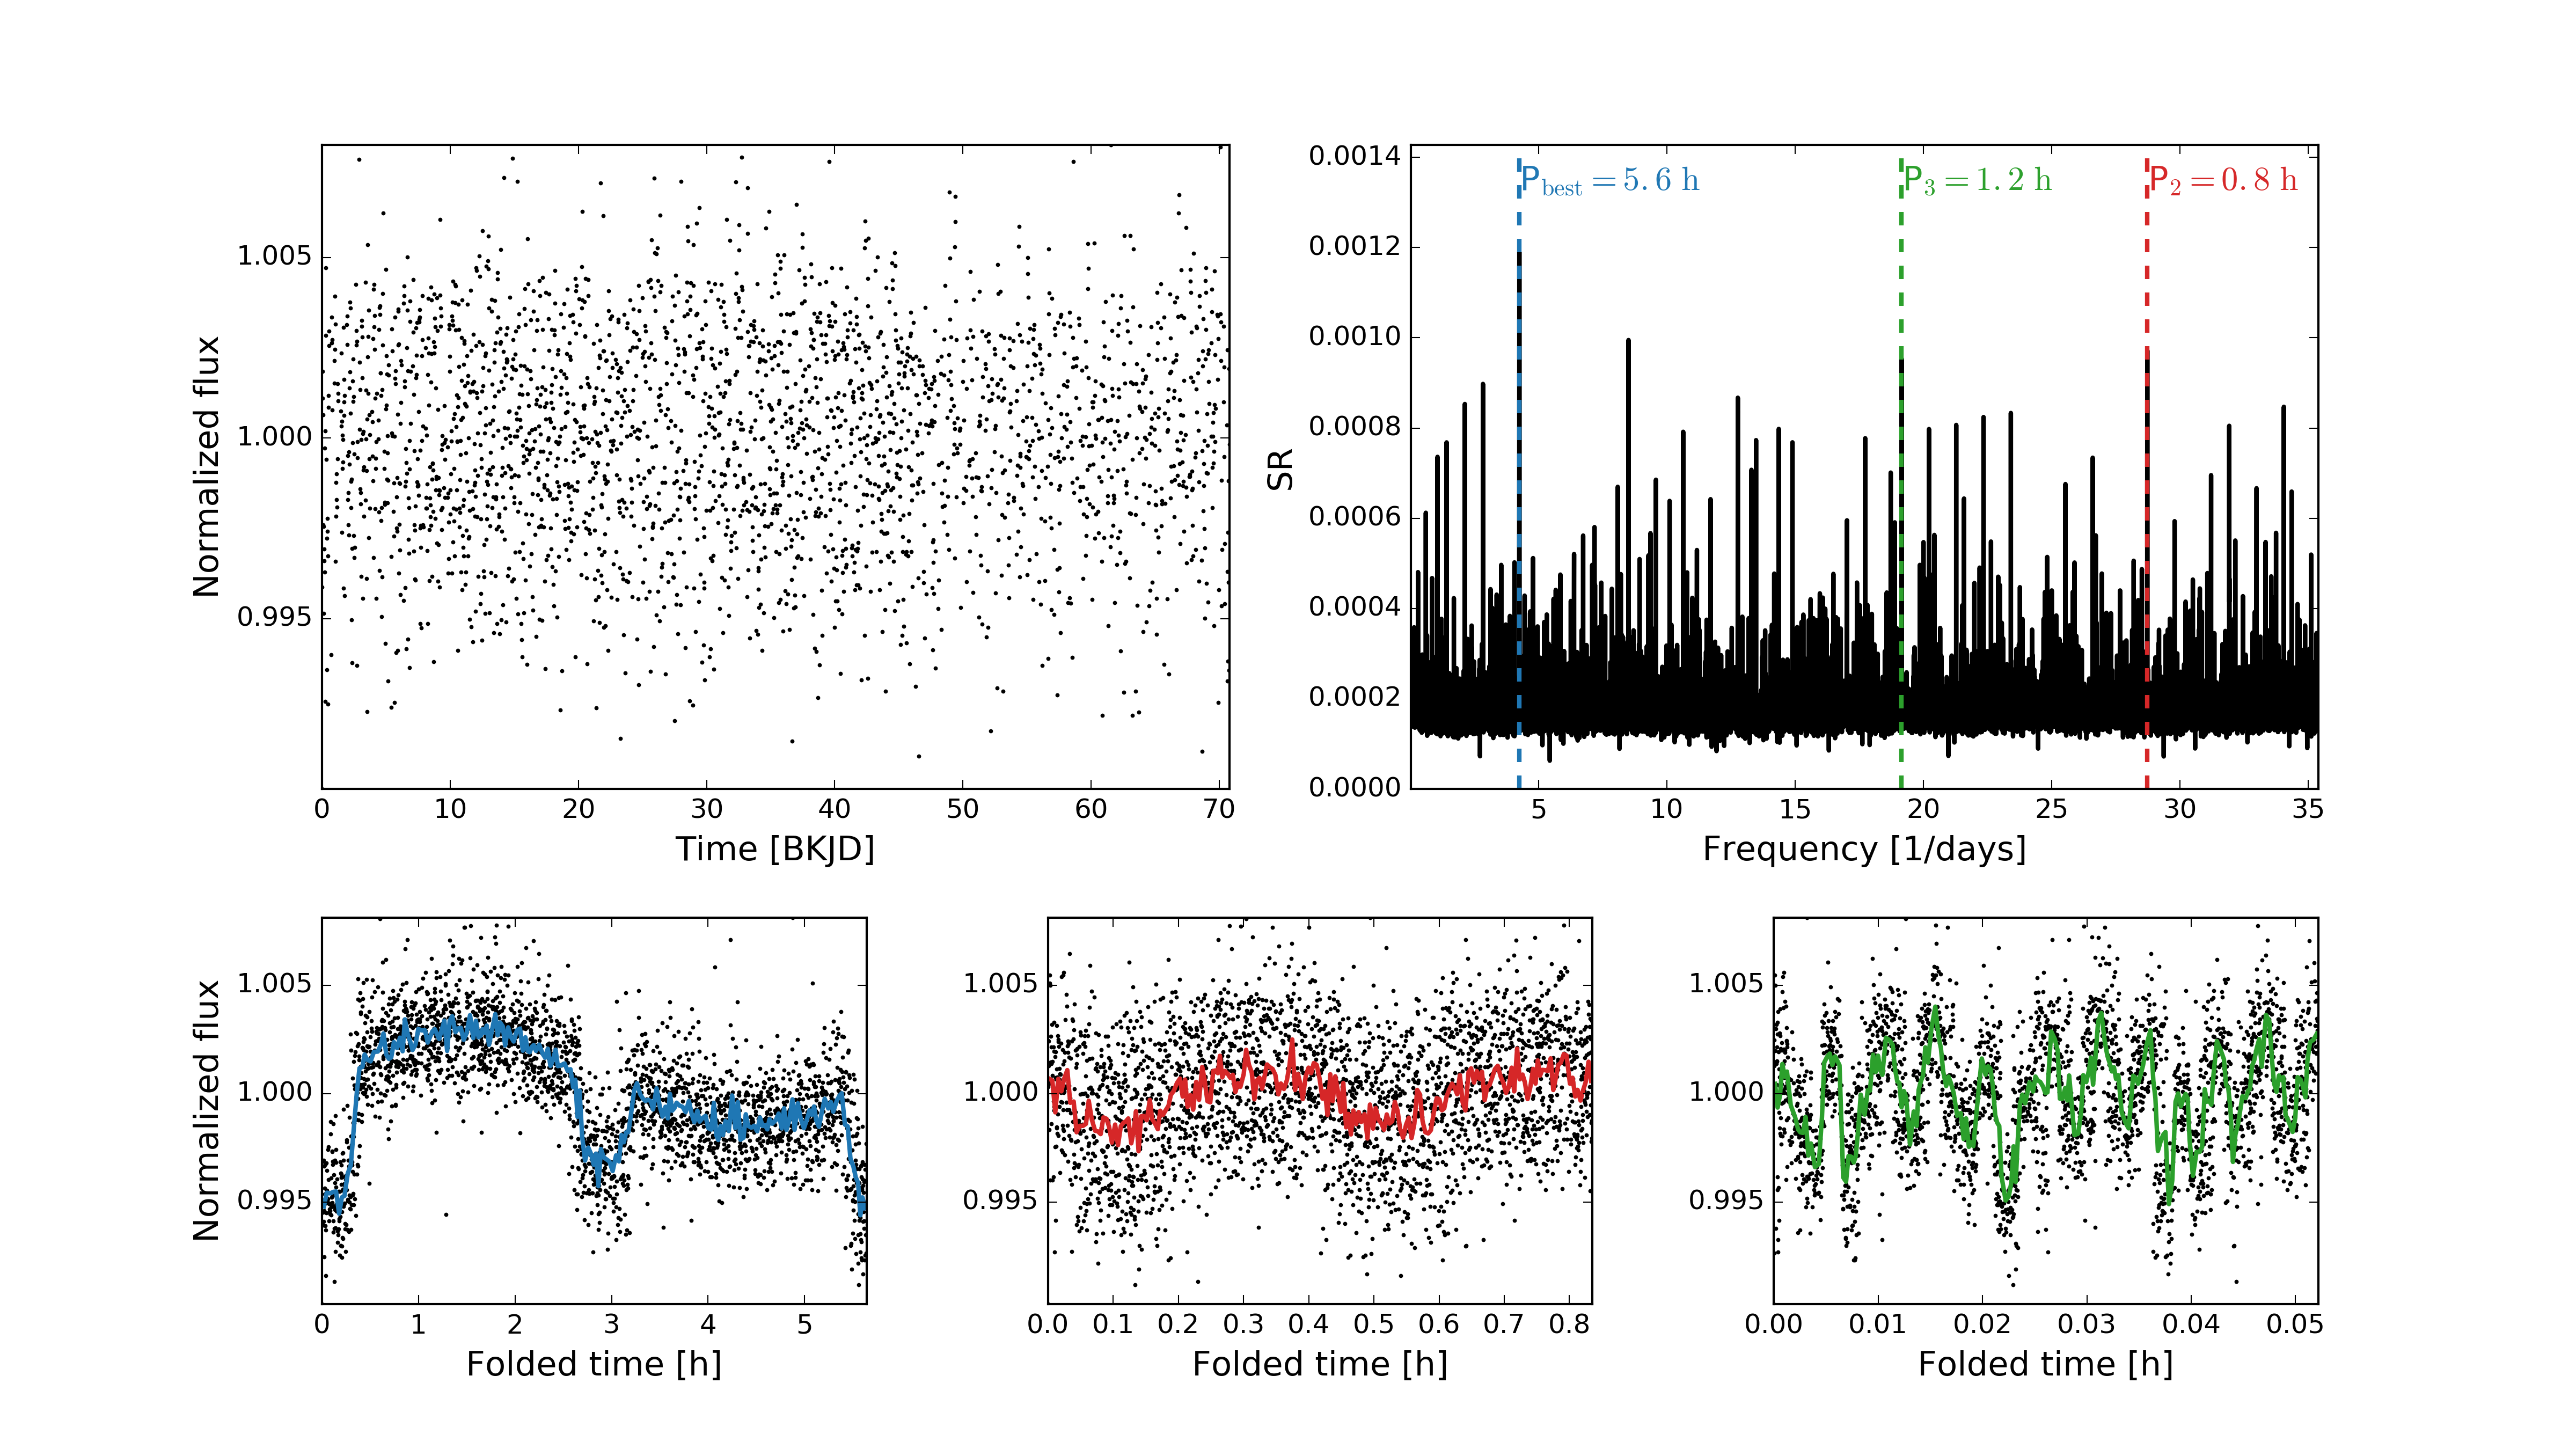 1.005
1.000
0.995
Normalized flux
0 10 20 30 40 50 60 70
Time [BKJD]
0.0014
0.0012
0.0010
0.0008
0.0006
0.0004
0.0002
0.0000
SR
P_best = 5.6 h
P_3 = 1.2 h
P_2 = 0.8 h
5 10 15 20 25 30 35
Frequency [1/days]
1.005
1.000
0.995
Normalized flux
0 1 2 3 4 5
Folded time [h]
1.005
1.000
0.995
0.0 0.1 0.2 0.3 0.4 0.5 0.6 0.7 0.8
Folded time [h]
1.005
1.000
0.995
0.00 0.01 0.02 0.03 0.04 0.05
Folded time [h]